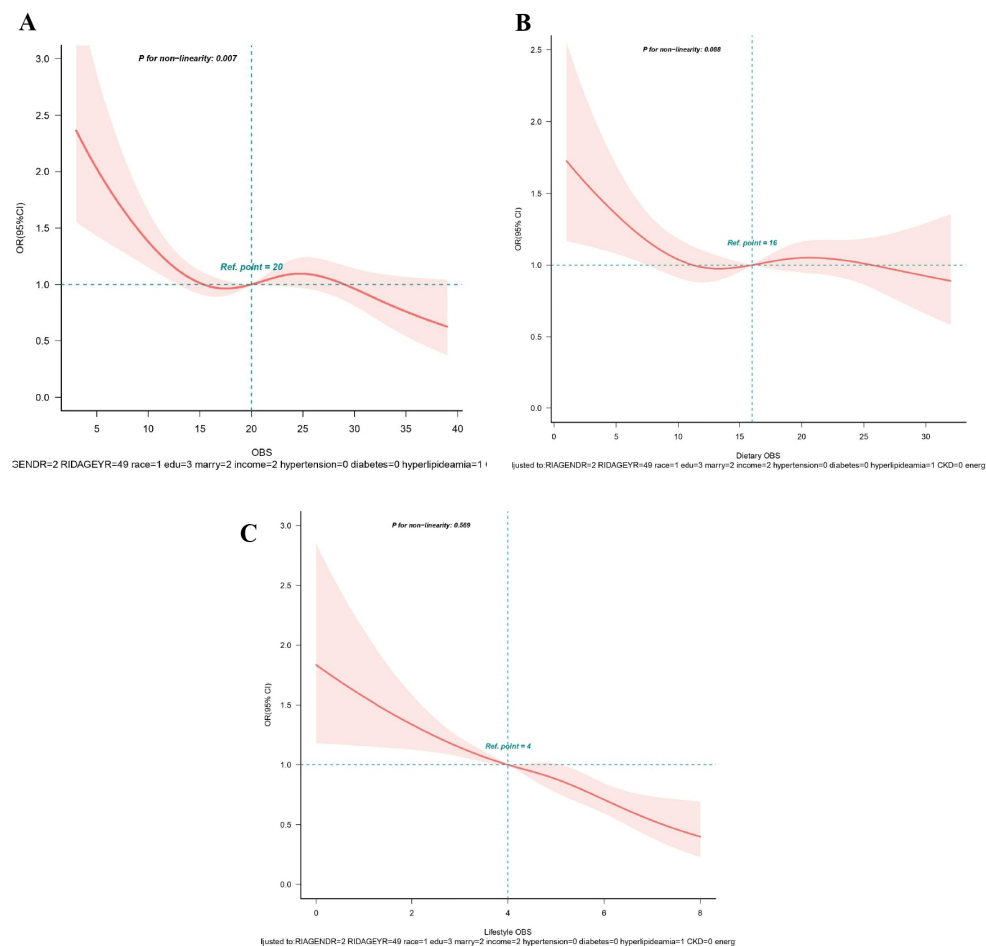 A
P for non−linearity: 0.007
3.0
2.5
2.0
1.5
1.0
0.5
0.0
OR(95%CI)
Ref. point = 20
5 10 15 20 25 30 35 40
OBS
GENDR=2 RIDAGEYR=49 race=1 edu=3 marry=2 income=2 hypertension=0 diabetes=0 hyperlipideamia=1
B
P for non−linearity: 0.088
2.5
2.0
1.5
1.0
0.5
0.0
OR(95% CI)
Ref. point = 16
0 5 10 15 20 25 30
Dietary OBS
ljusted to:RIAGENDR=2 RIDAGEYR=49 race=1 edu=3 marry=2 income=2 hypertension=0 diabetes=0 hyperlipideamia=1 CKD=0 energ
C
P for non−linearity: 0.569
3.0
2.5
2.0
1.5
1.0
0.5
0.0
OR(95% CI)
Ref. point = 4
0 2 4 6 8
Lifestyle OBS
ljusted to:RIAGENDR=2 RIDAGEYR=49 race=1 edu=3 marry=2 income=2 hypertension=0 diabetes=0 hyperlipideamia=1 CKD=0 energ